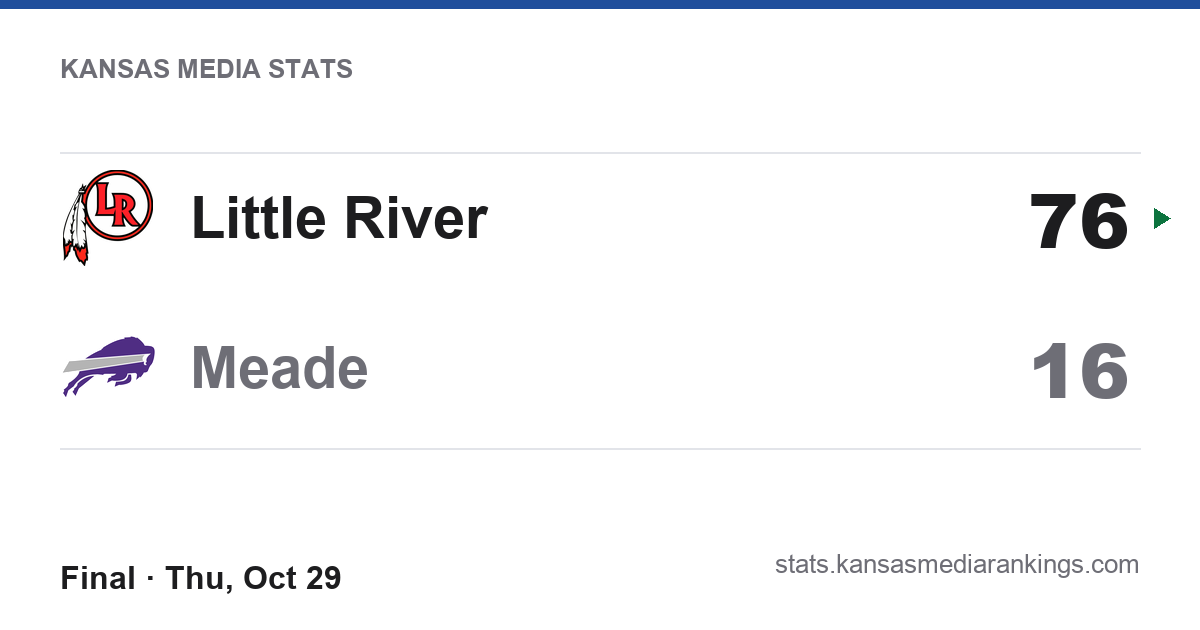 KANSAS MEDIA STATS
LR
Little River 76
Meade 16
Final · Thu, Oct 29
stats.kansasmediarankings.com